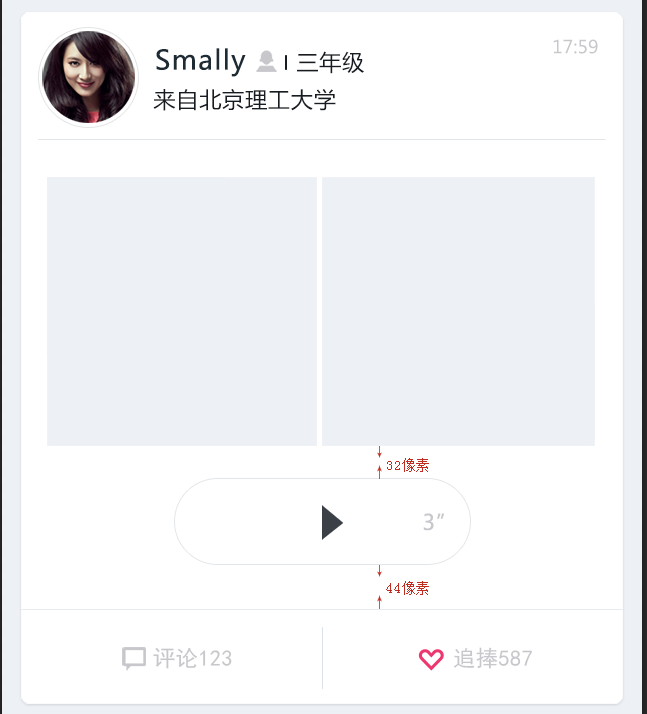 Smally | 三年级
17:59
来自北京理工大学
32像素
3″
44像素
评论123
追捧587